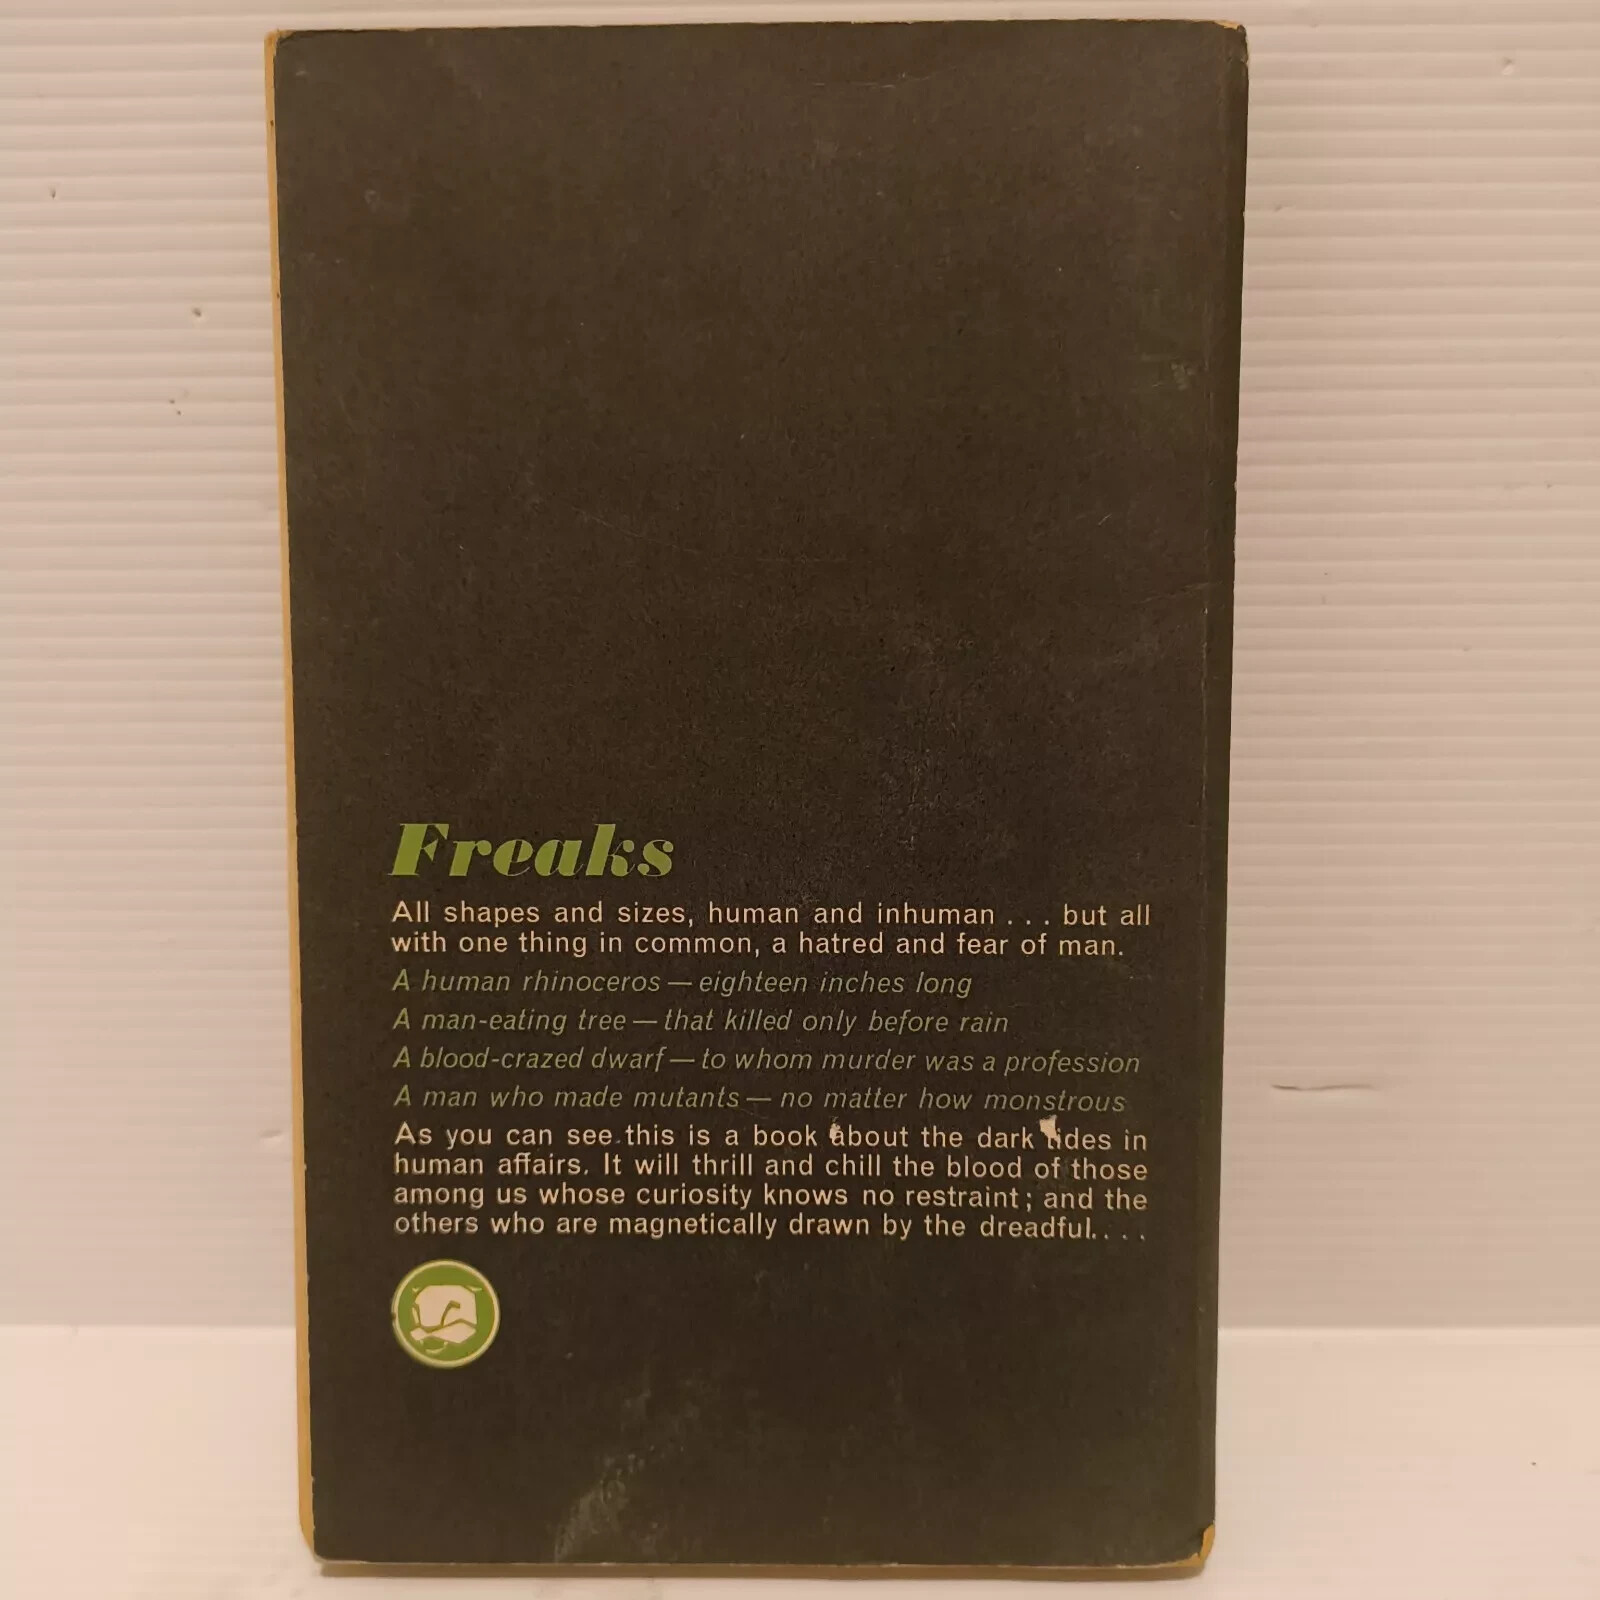 Freaks
All shapes and sizes, human and inhuman . . . but all
with one thing in common, a hatred and fear of man.
A human rhinoceros — eighteen inches long
A man-eating tree — that killed only before rain
A blood-crazed dwarf — to whom murder was a profession
A man who made mutants — no matter how monstrous
As you can see this is a book about the dark tides in
human affairs. It will thrill and chill the blood of those
among us whose curiosity knows no restraint; and the
others who are magnetically drawn by the dreadful. . . .